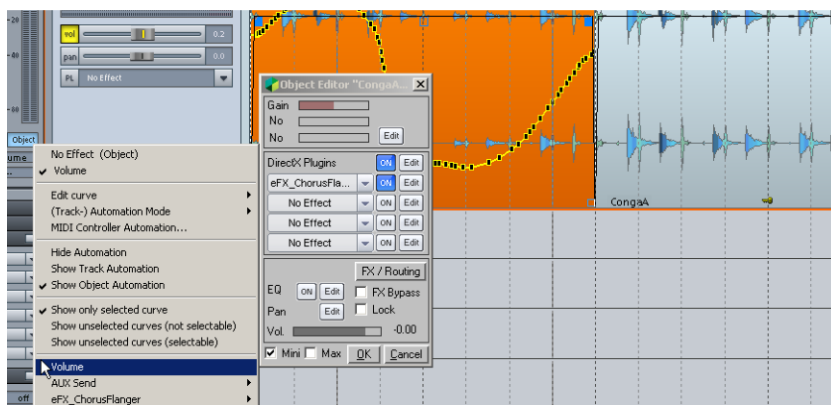 -20
vol
0.2
-40
pan
0.0
PL No Effect
-60
Object
ume
No Effect (Object)
Volume
Edit curve
(Track-) Automation Mode
MIDI Controller Automation...
Hide Automation
Show Track Automation
Show Object Automation
Show only selected curve
Show unselected curves (not selectable)
Show unselected curves (selectable)
Volume
AUX Send
eFX_ChorusFlanger
off
Object Editor "CongaA...
Gain
No
No
Edit
DirectX Plugins ON Edit
eFX_ChorusFla... ON Edit
No Effect ON Edit
No Effect ON Edit
No Effect ON Edit
FX / Routing
EQ ON Edit FX Bypass
Pan Edit Lock
Vol. -0.00
Mini Max OK Cancel
CongaA